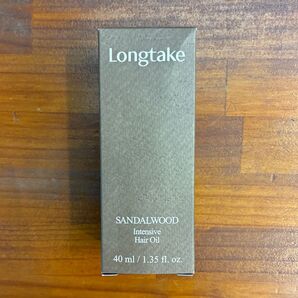 Longtake
SANDALWOOD
Intensive
Hair Oil
40 ml / 1.35 fl. oz.